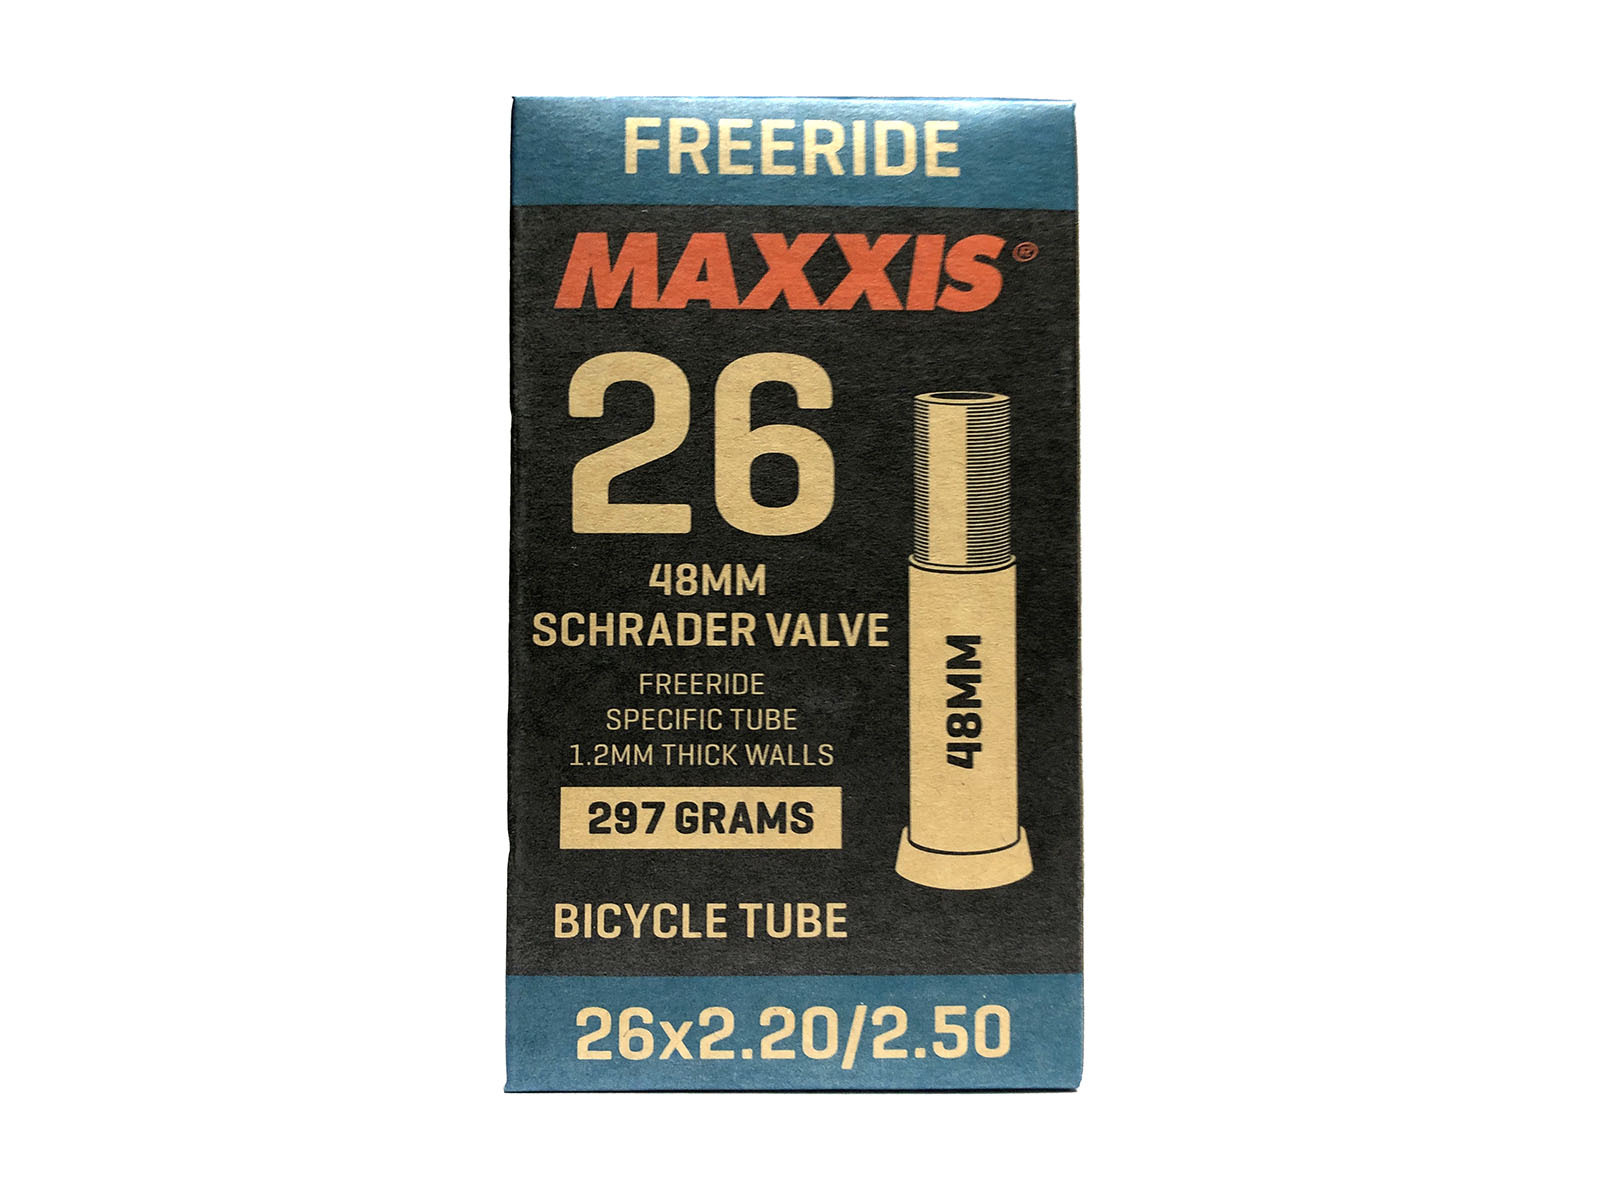 FREERIDE
MAXXIS®
26
48MM
SCHRADER VALVE
FREERIDE
SPECIFIC TUBE
1.2MM THICK WALLS
297 GRAMS
48MM
BICYCLE TUBE
26x2.20/2.50